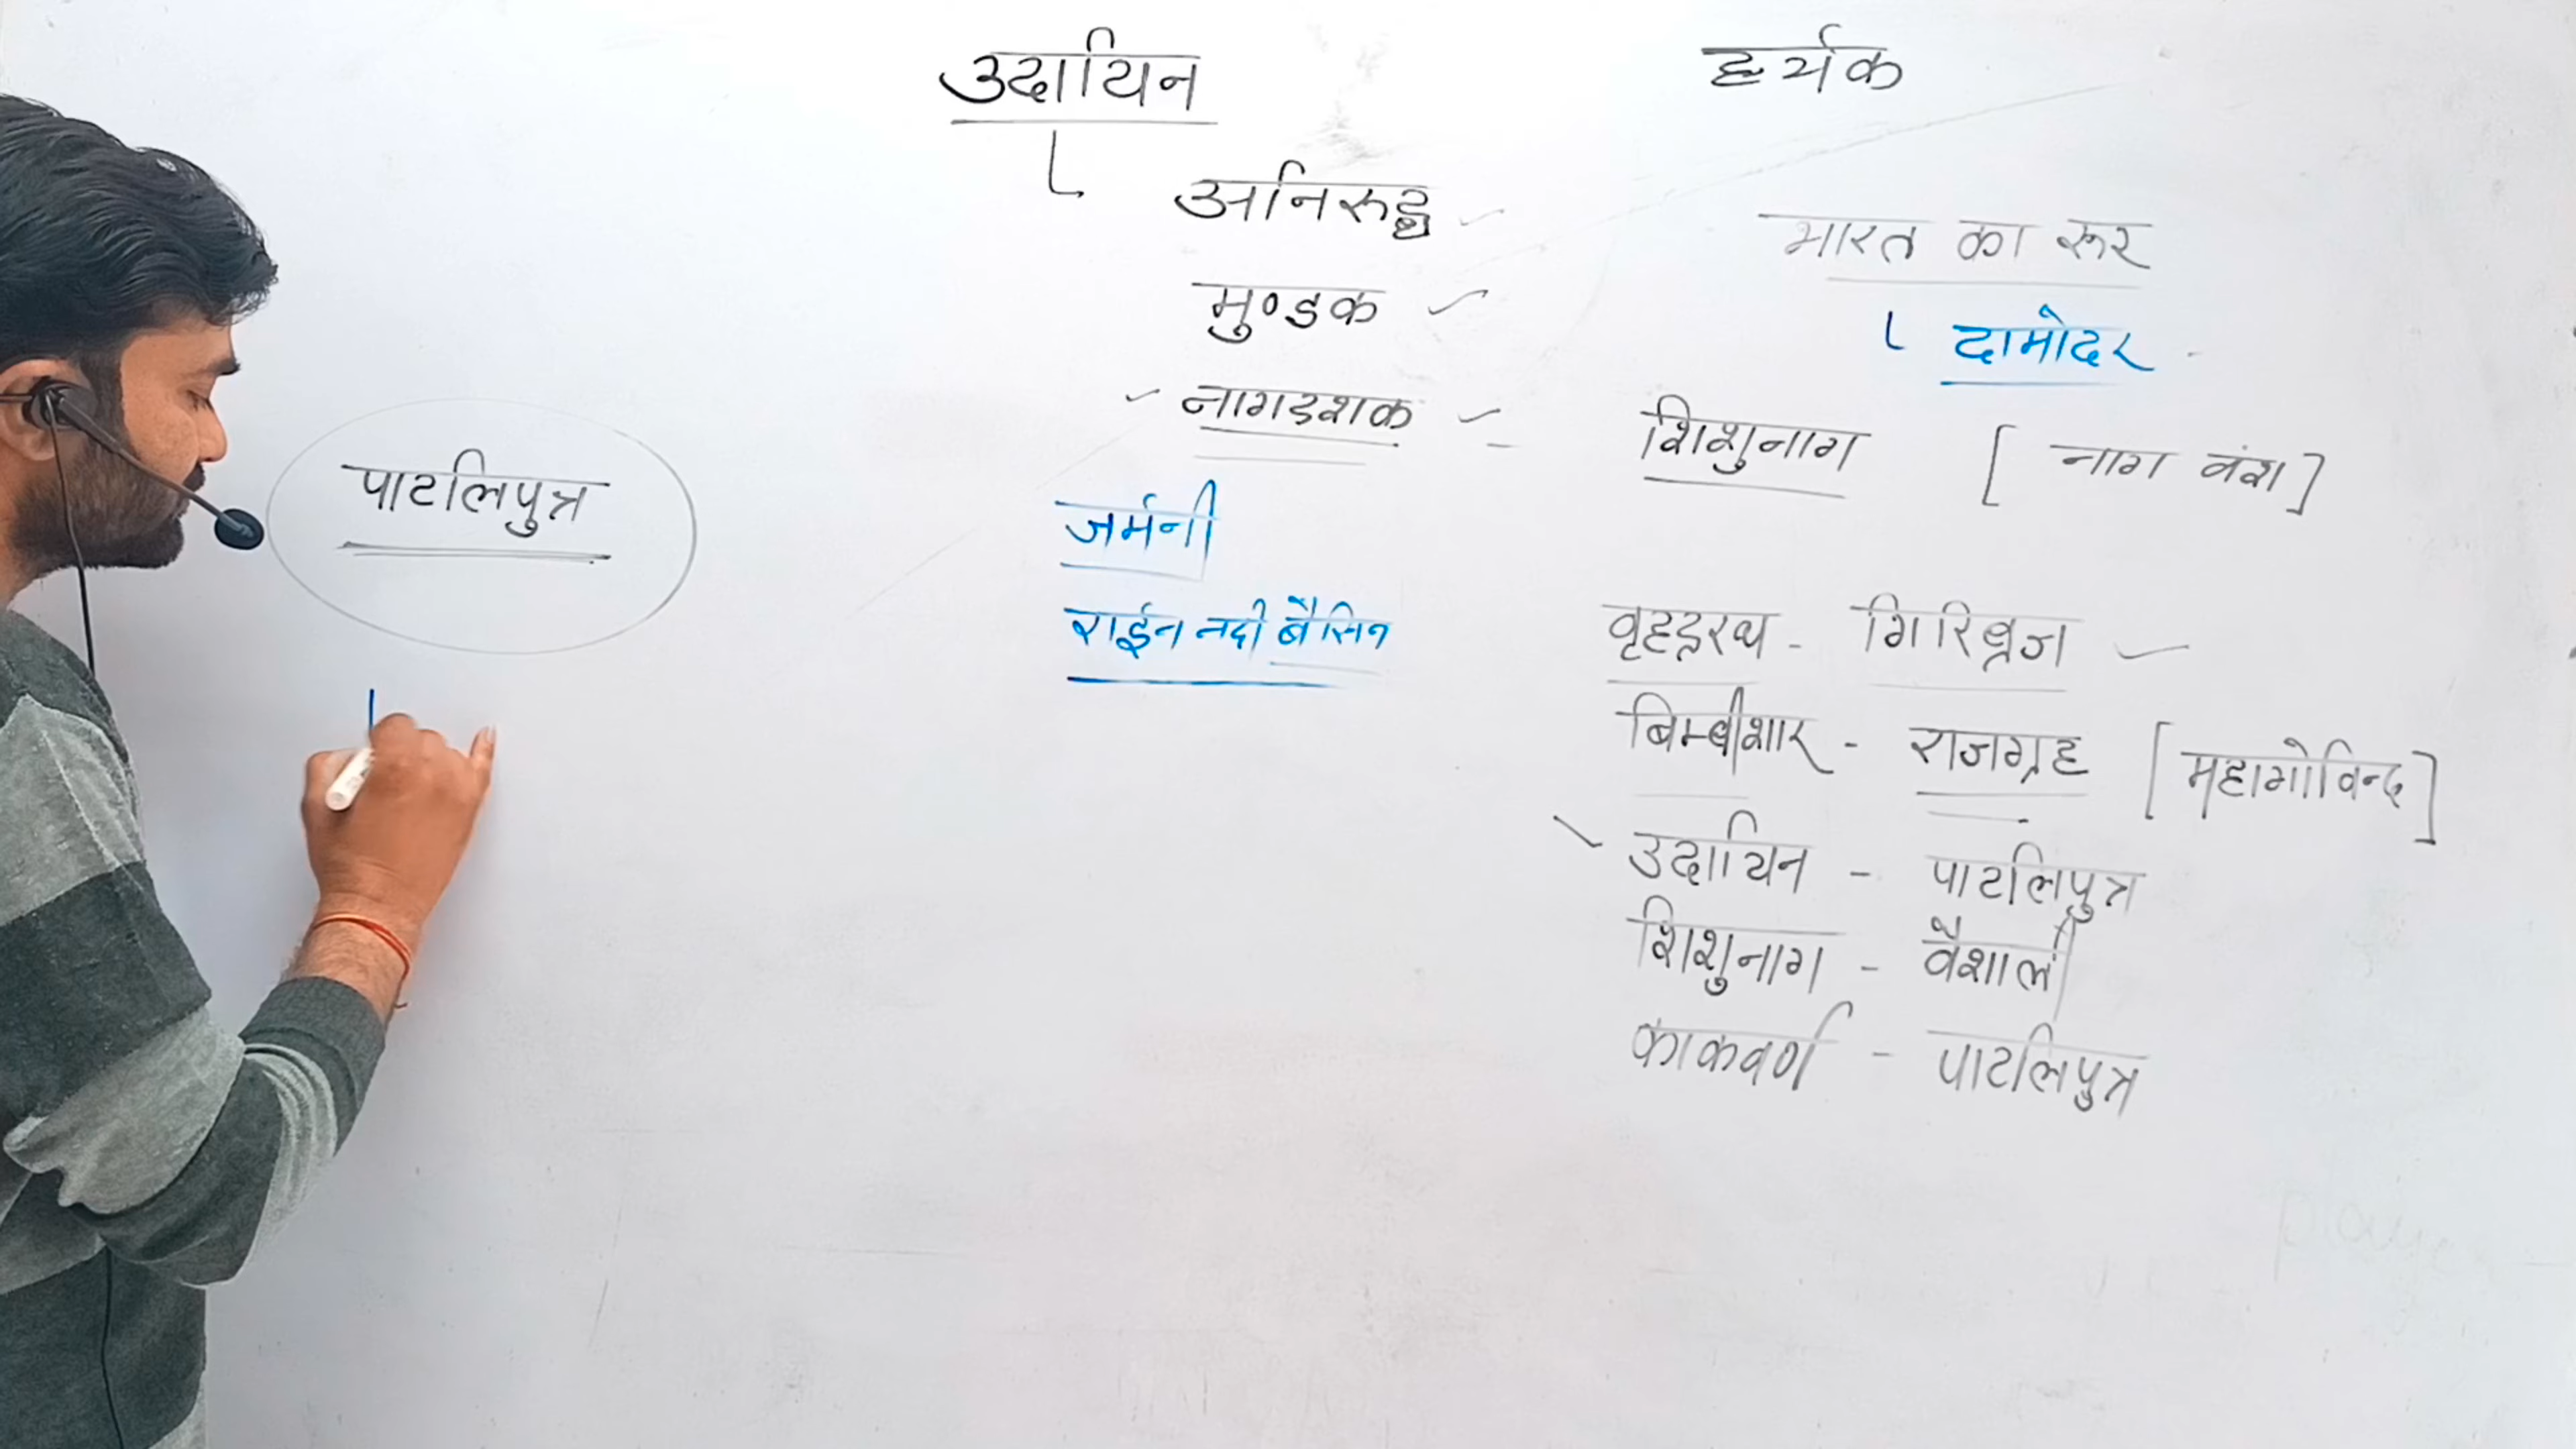 उदायिन
हर्यक
अनिरुद्ध
भारत का रूर
मुण्डक
दामोदर
नागदशक
शिशुनाग [ नाग वंश ]
पाटलिपुत्र
जर्मनी
राईन नदी बैसिन
वृहद्रथ - गिरिब्रज
बिम्बीशार - राजग्रह [ महागोविन्द ]
उदायिन - पाटलिपुत्र
शिशुनाग - वैशाली
काकवर्ण - पाटलिपुत्र